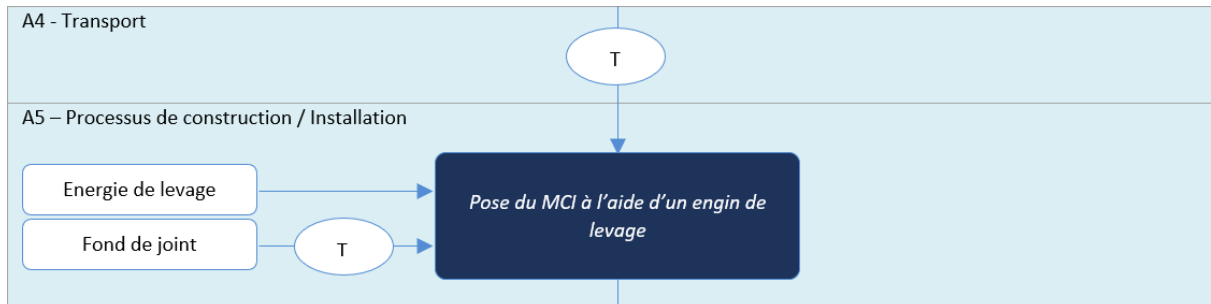 A4 - Transport
T
A5 – Processus de construction / Installation
Energie de levage
Pose du MCI à l’aide d’un engin de
levage
Fond de joint
T